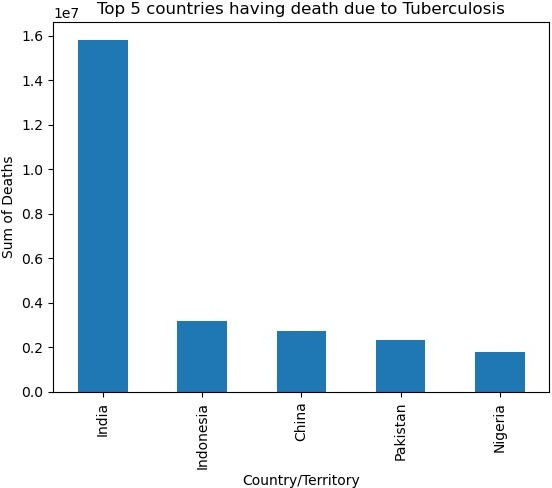 Top 5 countries having death due to Tuberculosis
1e7
1.6
1.4
1.2
1.0
0.8
0.6
0.4
0.2
0.0
Sum of Deaths
India
Indonesia
China
Pakistan
Nigeria
Country/Territory